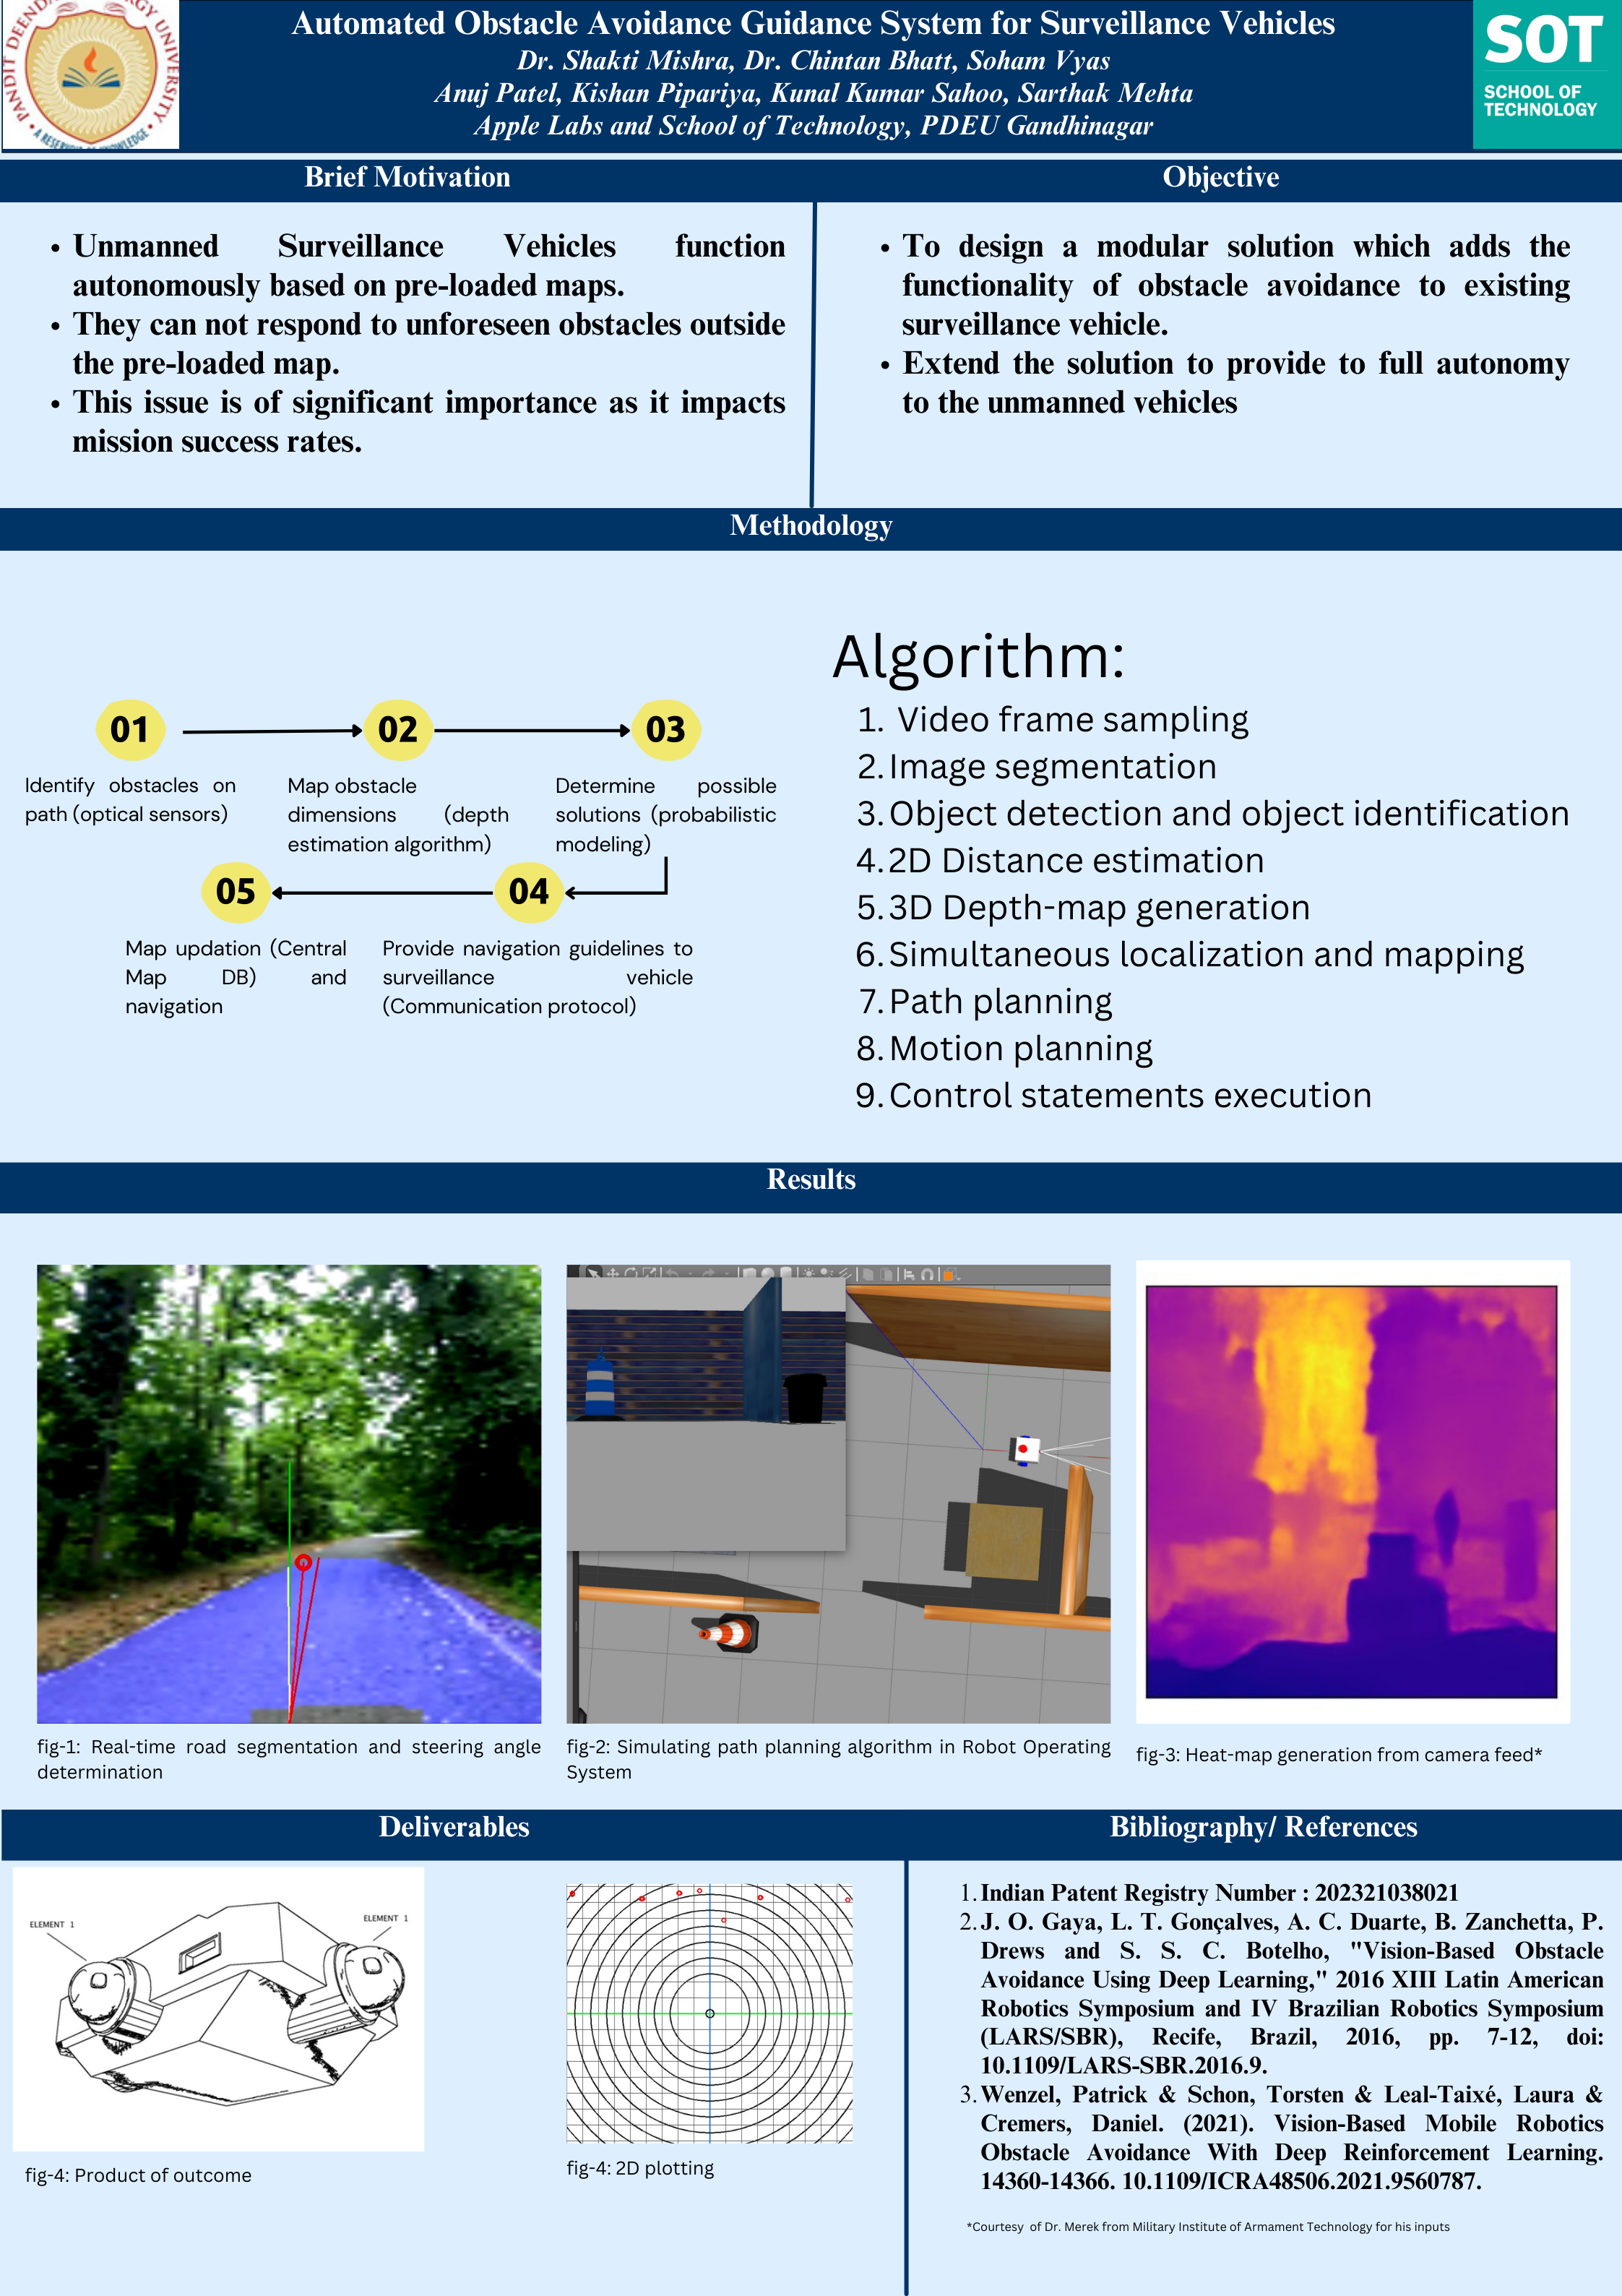 PANDIT DEEND
RGY UNIVERSITY
Automated Obstacle Avoidance Guidance System for Surveillance Vehicles
Dr. Shakti Mishra, Dr. Chintan Bhatt, Soham Vyas
Anuj Patel, Kishan Pipariya, Kunal Kumar Sahoo, Sarthak Mehta
Apple Labs and School of Technology, PDEU Gandhinagar
SOT
SCHOOL OF
TECHNOLOGY
Brief Motivation
• Unmanned Surveillance Vehicles function
autonomously based on pre-loaded maps.
• They can not respond to unforeseen obstacles outside
the pre-loaded map.
• This issue is of significant importance as it impacts
mission success rates.
Objective
• To design a modular solution which adds the
functionality of obstacle avoidance to existing
surveillance vehicle.
• Extend the solution to provide to full autonomy
to the unmanned vehicles
Methodology
01
Identify obstacles on
path (optical sensors)
02
Map obstacle
dimensions (depth
estimation algorithm)
03
Determine possible
solutions (probabilistic
modeling)
04
Provide navigation guidelines to
surveillance vehicle
(Communication protocol)
05
Map updation (Central
Map DB) and
navigation
Algorithm:
1. Video frame sampling
2. Image segmentation
3. Object detection and object identification
4. 2D Distance estimation
5. 3D Depth-map generation
6. Simultaneous localization and mapping
7. Path planning
8. Motion planning
9. Control statements execution
Results
fig-1: Real-time road segmentation and steering angle
determination
fig-2: Simulating path planning algorithm in Robot Operating
System
fig-3: Heat-map generation from camera feed*
Deliverables
ELEMENT 1
ELEMENT 1
fig-4: Product of outcome
fig-4: 2D plotting
Bibliography/ References
1. Indian Patent Registry Number : 202321038021
2. J. O. Gaya, L. T. Gonçalves, A. C. Duarte, B. Zanchetta, P.
Drews and S. S. C. Botelho, "Vision-Based Obstacle
Avoidance Using Deep Learning," 2016 XIII Latin American
Robotics Symposium and IV Brazilian Robotics Symposium
(LARS/SBR), Recife, Brazil, 2016, pp. 7-12, doi:
10.1109/LARS-SBR.2016.9.
3. Wenzel, Patrick & Schon, Torsten & Leal-Taixé, Laura &
Cremers, Daniel. (2021). Vision-Based Mobile Robotics
Obstacle Avoidance With Deep Reinforcement Learning.
14360-14366. 10.1109/ICRA48506.2021.9560787.
*Courtesy of Dr. Merek from Military Institute of Armament Technology for his inputs